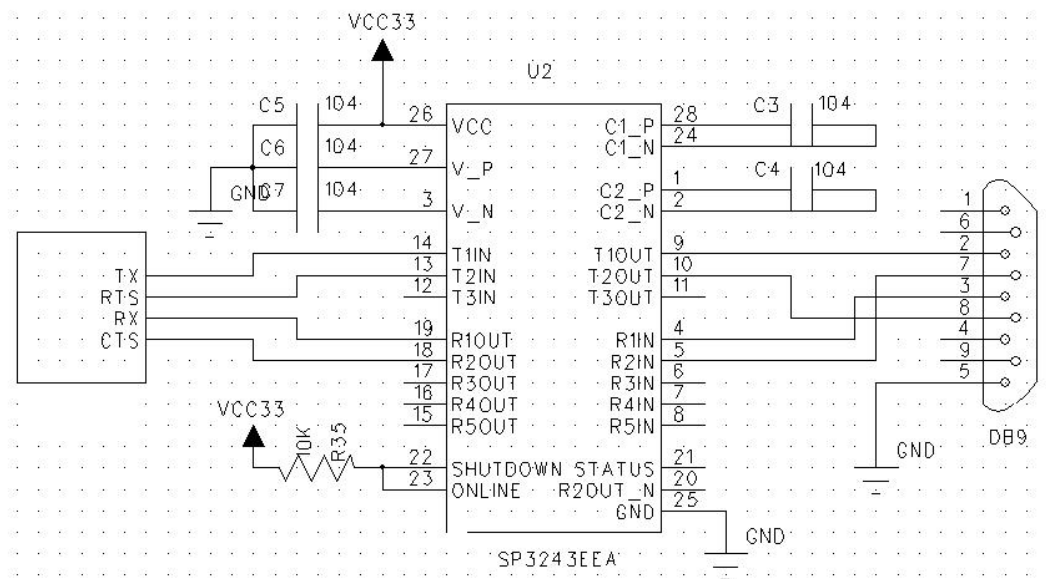 VCC33
U2
C5 104
C6 104
GND C7 104
C3 104
C4 104
26 VCC C1_P 28
C1_N 24
27 V_P
C2_P 1
3 V_N C2_N 2
14 T1IN T1OUT 9
13 T2IN T2OUT 10
12 T3IN T3OUT 11
19 R1OUT R1IN 4
18 R2OUT R2IN 5
17 R3OUT R3IN 6
16 R4OUT R4IN 7
15 R5OUT R5IN 8
22 SHUTDOWN STATUS 21
23 ONLINE R2OUT_N 20
GND 25
SP3243EEA
TX
RTS
RX
CTS
VCC33
10K R35
1
6
2
7
3
8
4
9
5
DB9
GND
GND